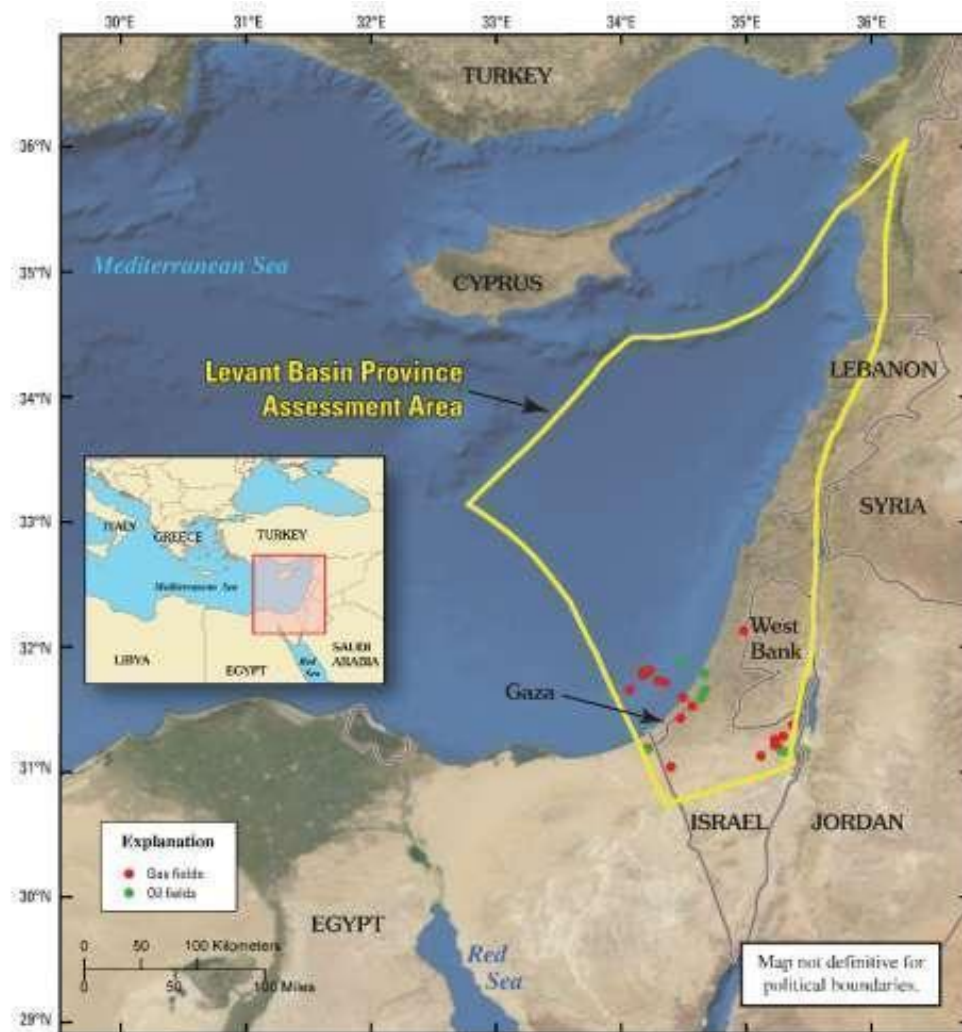 30°E 31°E 32°E 33°E 34°E 35°E 36°E
TURKEY
36°N
35°N
Mediterranean Sea
CYPRUS
Levant Basin Province
Assessment Area
34°N
LEBANON
33°N
SYRIA
ITALY
GREECE
TURKEY
Mediterranean Sea
LIBYA
EGYPT
Red
Sea
SAUDI
ARABIA
32°N
West
Bank
Gaza
31°N
ISRAEL
JORDAN
Explanation
Gas fields
Oil fields
30°N
EGYPT
0 50 100 Kilometers
0 50 100 Miles
Red
Sea
Map not definitive for
political boundaries.
29°N